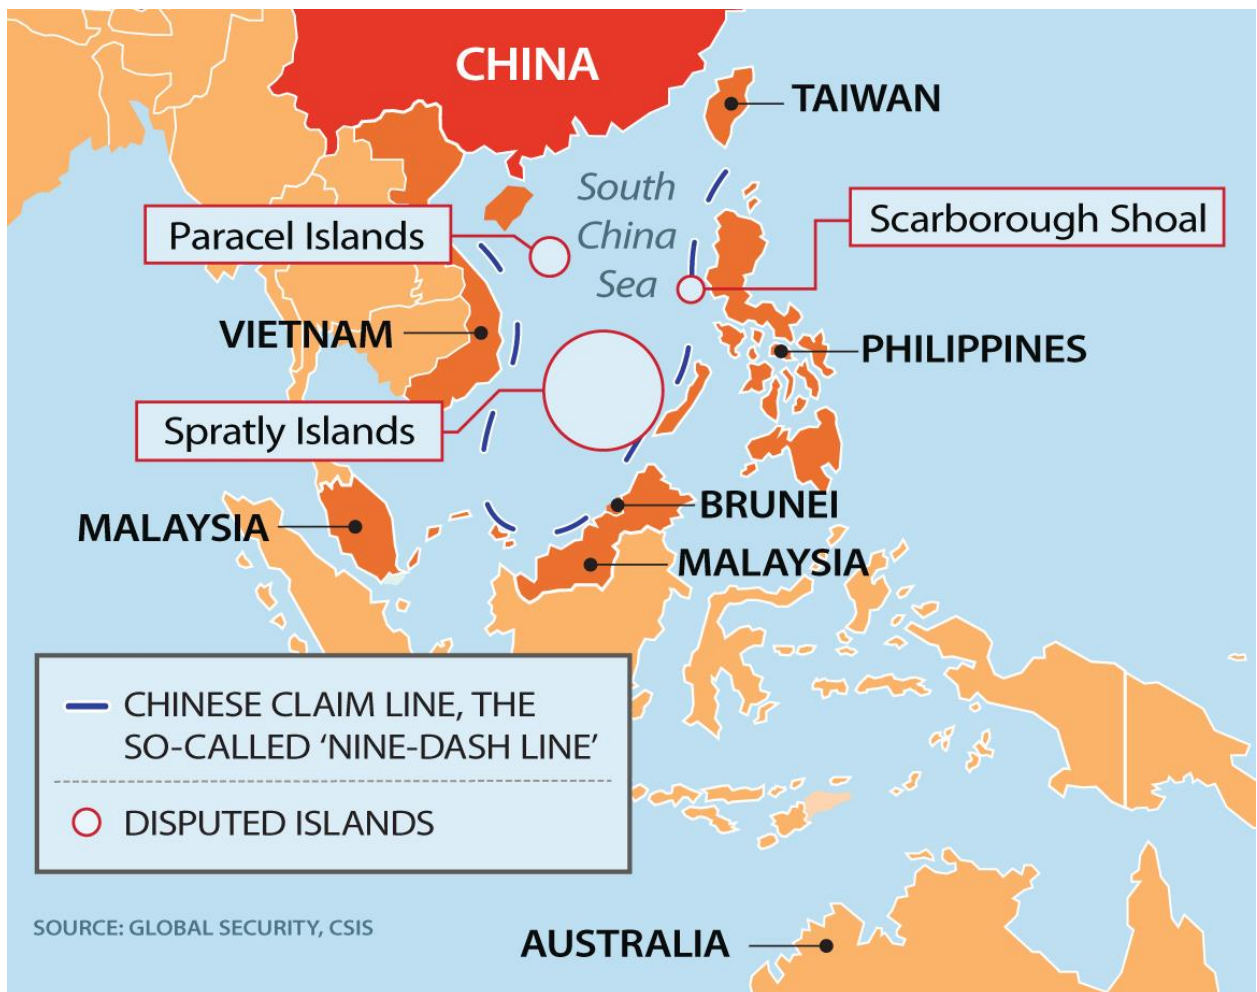 CHINA
TAIWAN
South
China
Sea
Paracel Islands
Scarborough Shoal
VIETNAM
PHILIPPINES
Spratly Islands
BRUNEI
MALAYSIA
MALAYSIA
CHINESE CLAIM LINE, THE
SO-CALLED ‘NINE-DASH LINE’
DISPUTED ISLANDS
SOURCE: GLOBAL SECURITY, CSIS
AUSTRALIA